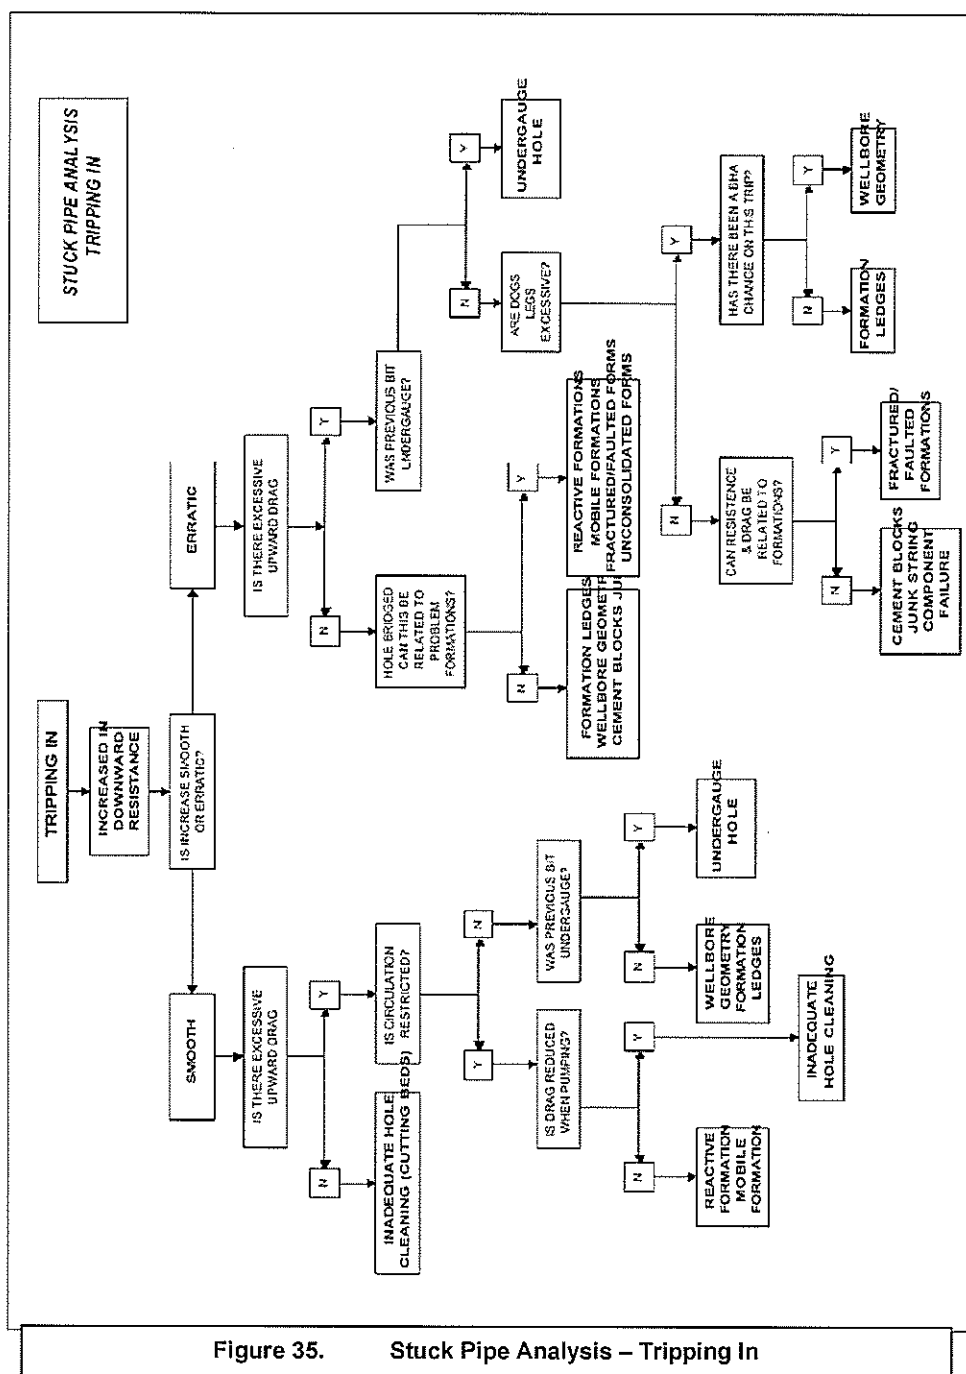 STUCK PIPE ANALYSIS
TRIPPING IN
TRIPPING IN
INCREASED IN
DOWNWARD
RESISTANCE
IS INCREASE SMOOTH
OR ERRATIC?
SMOOTH
ERRATIC
IS THERE EXCESSIVE
UPWARD DRAG
N
Y
INADEQUATE HOLE
CLEANING (CUTTING BEDS)
IS CIRCULATION
RESTRICTED?
Y
N
IS DRAG REDUCED
WHEN PUMPING?
WAS PREVIOUS BIT
UNDERGAUGE?
N
Y
N
Y
REACTIVE
FORMATION
MOBILE
FORMATION
INADEQUATE
HOLE CLEANING
WELLBORE
GEOMETRY
FORMATION
LEDGES
UNDERGAUGE
HOLE
IS THERE EXCESSIVE
UPWARD DRAG
N
Y
HOLE BRIDGED
CAN THIS BE
RELATED TO
PROBLEM
FORMATIONS?
WAS PREVIOUS BIT
UNDERGAUGE?
N
Y
N
Y
FORMATION LEDGES
WELLBORE GEOMETR
CEMENT BLOCKS JU
REACTIVE FORMATIONS
MOBILE FORMATIONS
FRACTURED/FAULTED FORMS
UNCONSOLIDATED FORMS
ARE DOGS
LEGS
EXCESSIVE?
UNDERGAUGE
HOLE
N
Y
CAN RESISTENCE
& DRAG BE
RELATED TO
FORMATIONS?
HAS THERE BEEN A BHA
CHANCE ON THIS TRIP?
N
Y
N
Y
CEMENT BLOCKS
JUNK STRING
COMPONENT
FAILURE
FRACTURED/
FAULTED
FORMATIONS
FORMATION
LEDGES
WELLBORE
GEOMETRY
Figure 35. Stuck Pipe Analysis – Tripping In